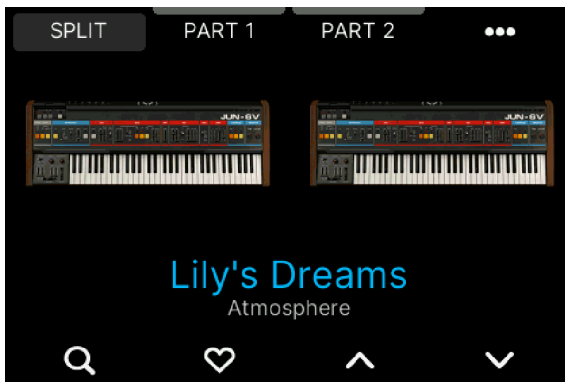 SPLIT PART 1 PART 2
JUN-6V JUN-6V
Lily's Dreams
Atmosphere